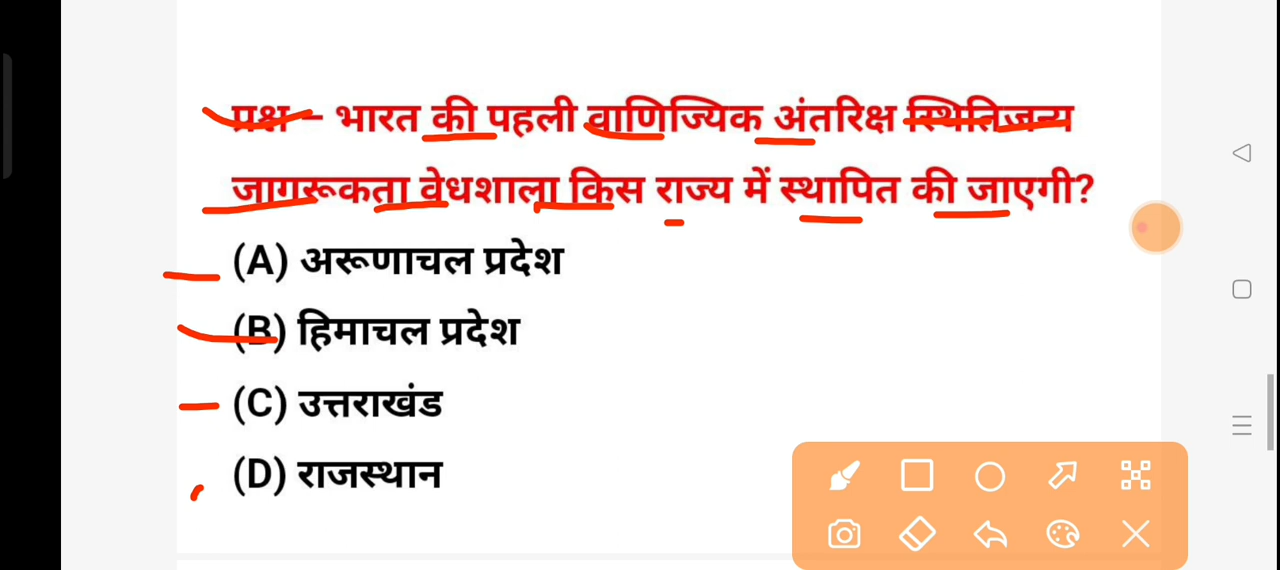 प्रश्न – भारत की पहली वाणिज्यिक अंतरिक्ष स्थितिजन्य
जागरूकता वेधशाला किस राज्य में स्थापित की जाएगी?
(A) अरूणाचल प्रदेश
(B) हिमाचल प्रदेश
(C) उत्तराखंड
(D) राजस्थान